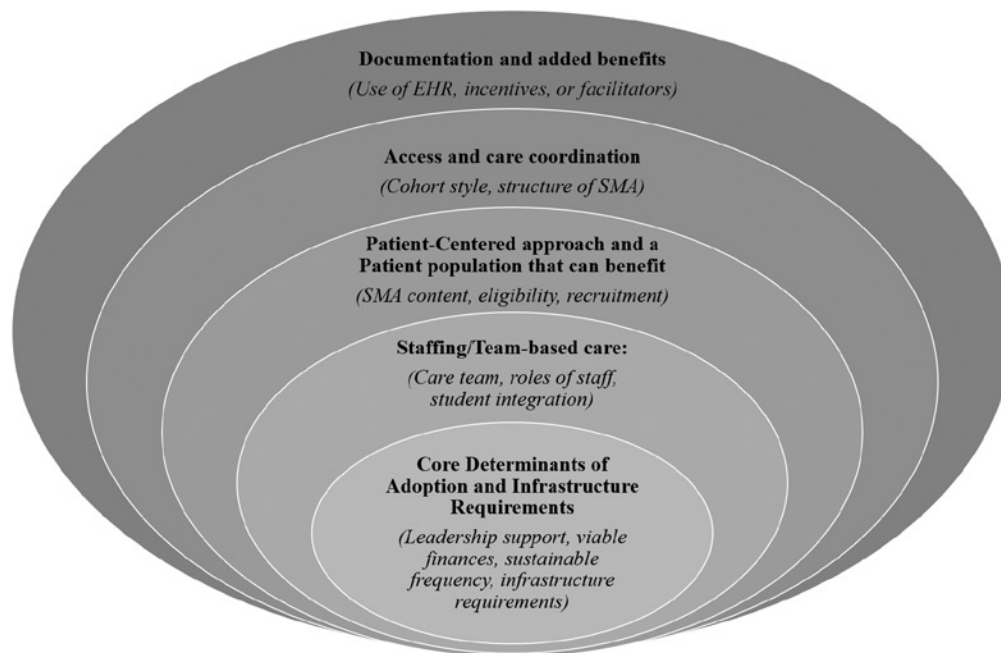 Documentation and added benefits
(Use of EHR, incentives, or facilitators)
Access and care coordination
(Cohort style, structure of SMA)
Patient-Centered approach and a
Patient population that can benefit
(SMA content, eligibility, recruitment)
Staffing/Team-based care:
(Care team, roles of staff,
student integration)
Core Determinants of
Adoption and Infrastructure
Requirements
(Leadership support, viable
finances, sustainable
frequency, infrastructure
requirements)